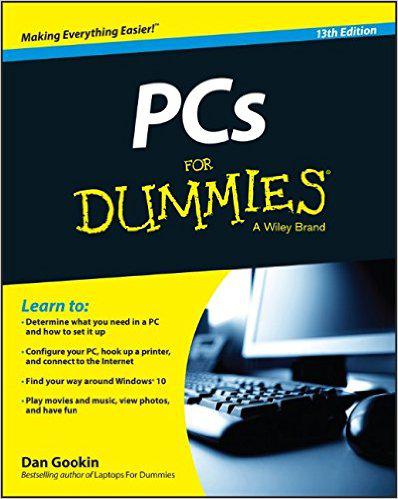 Making Everything Easier!™
13th Edition
PCs
FOR
DUMMIES®
A Wiley Brand
Learn to:
• Determine what you need in a PC
and how to set it up
• Configure your PC, hook up a printer,
and connect to the Internet
• Find your way around Windows® 10
• Play movies and music, view photos,
and have fun
Dan Gookin
Bestselling author of Laptops For Dummies